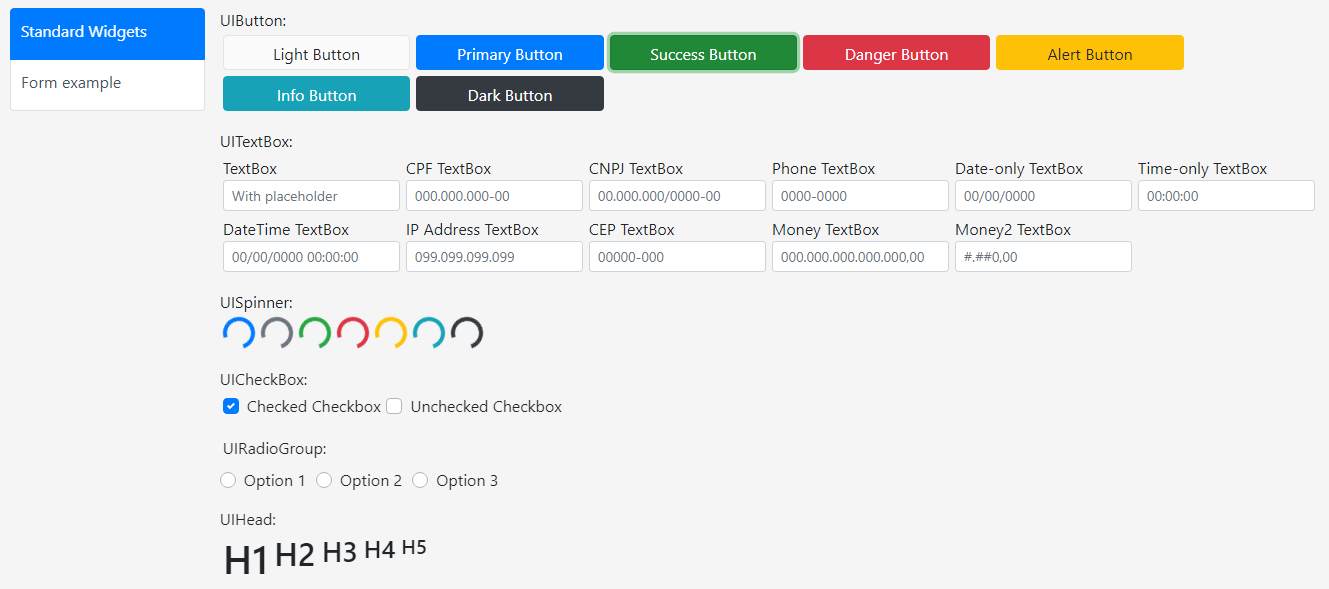 Standard Widgets
Form example
UIButton:
Light Button Primary Button Success Button Danger Button Alert Button
Info Button Dark Button
UITextBox:
TextBox CPF TextBox CNPJ TextBox Phone TextBox Date-only TextBox Time-only TextBox
With placeholder 000.000.000-00 00.000.000/0000-00 0000-0000 00/00/0000 00:00:00
DateTime TextBox IP Address TextBox CEP TextBox Money TextBox Money2 TextBox
00/00/0000 00:00:00 099.099.099.099 00000-000 000.000.000.000.000,00 #.##0,00
UISpinner:
UICheckBox:
Checked Checkbox Unchecked Checkbox
UIRadioGroup:
Option 1 Option 2 Option 3
UIHead:
H1 H2 H3 H4 H5